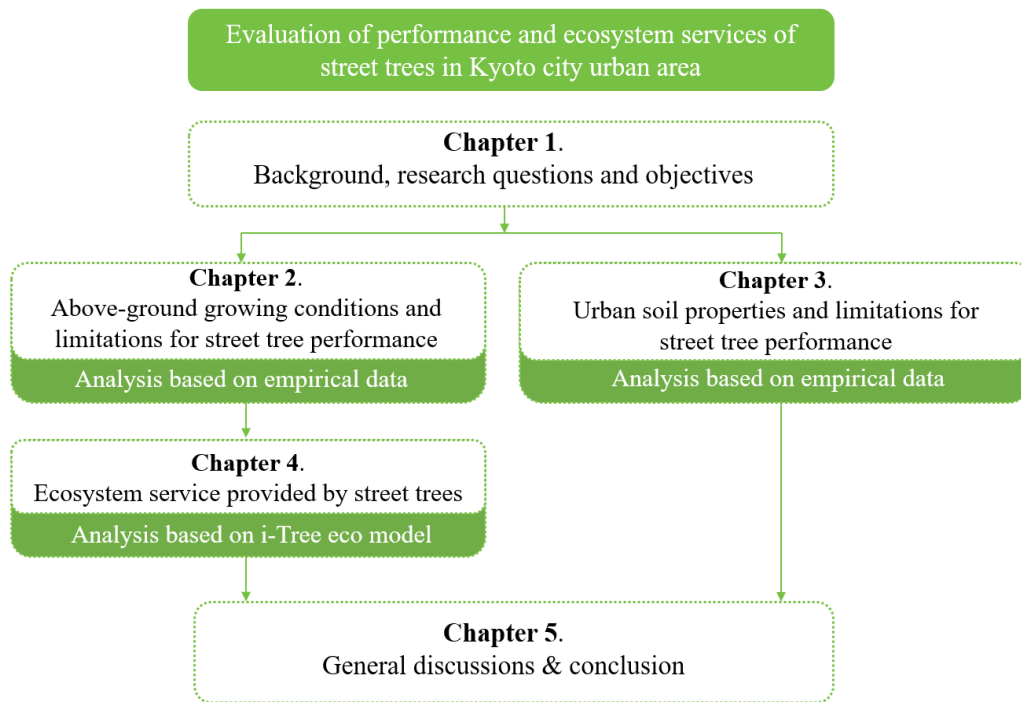 Evaluation of performance and ecosystem services of
street trees in Kyoto city urban area
Chapter 1.
Background, research questions and objectives
Chapter 2.
Above-ground growing conditions and
limitations for street tree performance
Analysis based on empirical data
Chapter 3.
Urban soil properties and limitations for
street tree performance
Analysis based on empirical data
Chapter 4.
Ecosystem service provided by street trees
Analysis based on i-Tree eco model
Chapter 5.
General discussions & conclusion